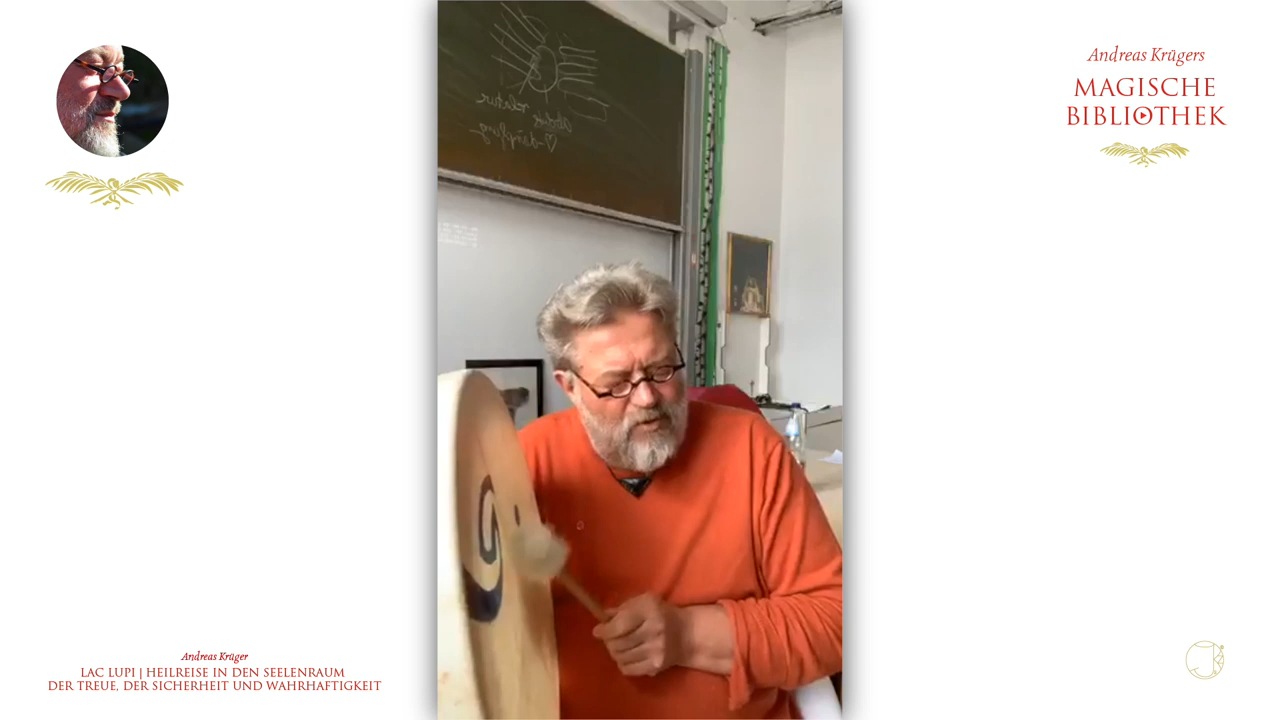 Andreas Krügers
MAGISCHE
BIBLIOTHEK
Andreas Krüger
LAC LUPI | HEILREISE IN DEN SEELENRAUM
DER TREUE, DER SICHERHEIT UND WAHRHAFTIGKEIT